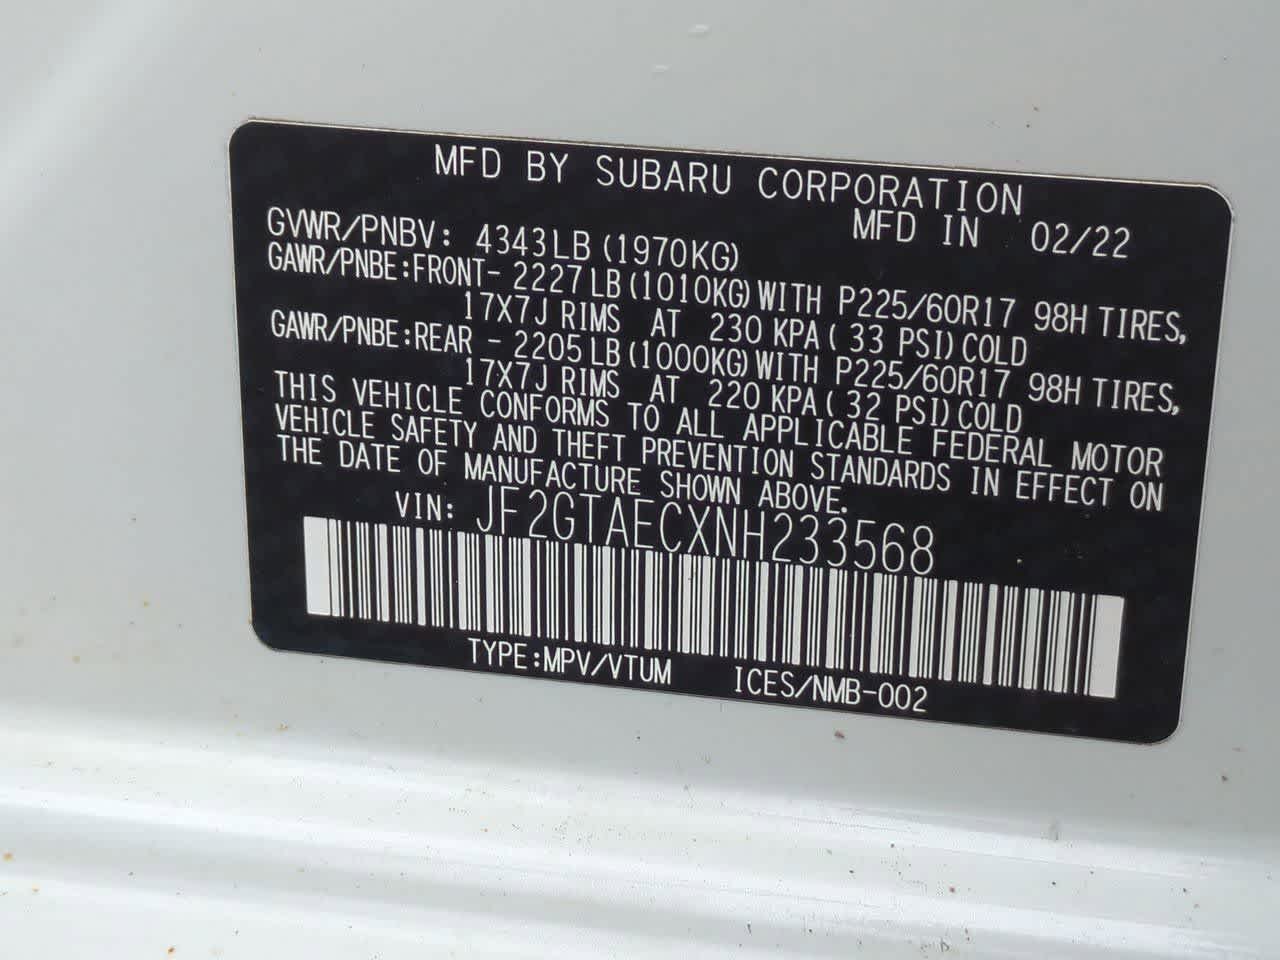 MFD BY SUBARU CORPORATION
MFD IN 02/22
GVWR/PNBV: 4343LB (1970KG)
GAWR/PNBE:FRONT- 2227LB(1010KG)WITH P225/60R17 98H TIRES,
17X7J RIMS AT 230 KPA( 33 PSI)COLD
GAWR/PNBE:REAR - 2205LB(1000KG)WITH P225/60R17 98H TIRES,
17X7J RIMS AT 220 KPA( 32 PSI)COLD
THIS VEHICLE CONFORMS TO ALL APPLICABLE FEDERAL MOTOR
VEHICLE SAFETY AND THEFT PREVENTION STANDARDS IN EFFECT ON
THE DATE OF MANUFACTURE SHOWN ABOVE.
VIN: JF2GTAECXNH233568
TYPE:MPV/VTUM ICES/NMB-002